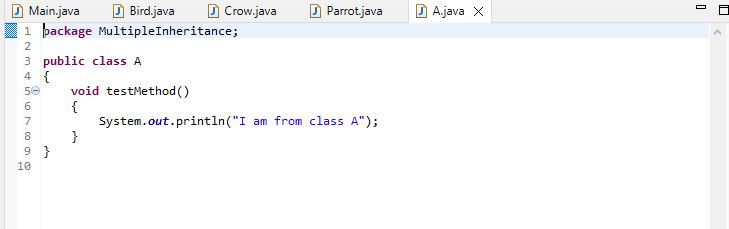 Main.java Bird.java Crow.java Parrot.java A.java
1 package MultipleInheritance;
2
3 public class A
4 {
5 void testMethod()
6 {
7 System.out.println("I am from class A");
8 }
9 }
10